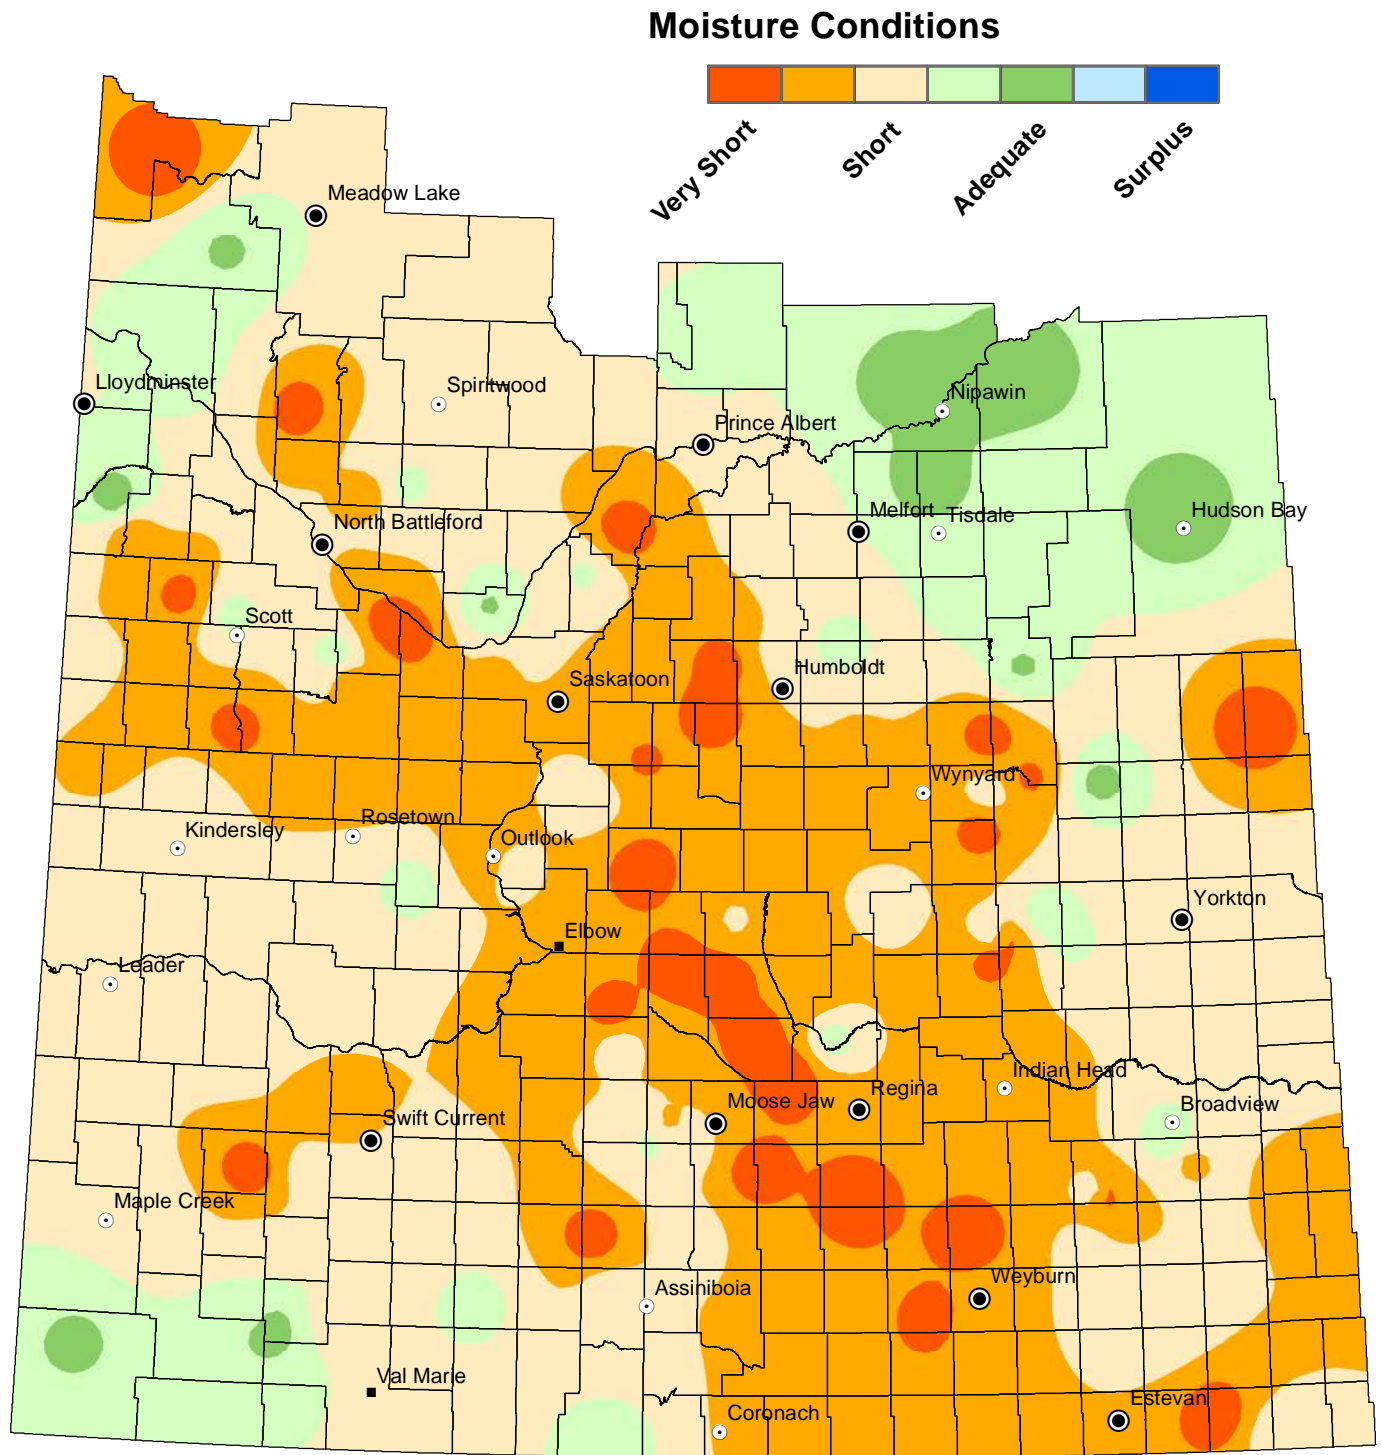 Moisture Conditions
Very Short
Short
Adequate
Surplus
Meadow Lake
Lloydminster
Spiritwood
Nipawin
Prince Albert
North Battleford
Melfort
Tisdale
Hudson Bay
Scott
Saskatoon
Humboldt
Wynyard
Kindersley
Rosetown
Outlook
Yorkton
Elbow
Leader
Indian Head
Swift Current
Moose Jaw
Regina
Broadview
Maple Creek
Assiniboia
Weyburn
Val Marie
Coronach
Estevan